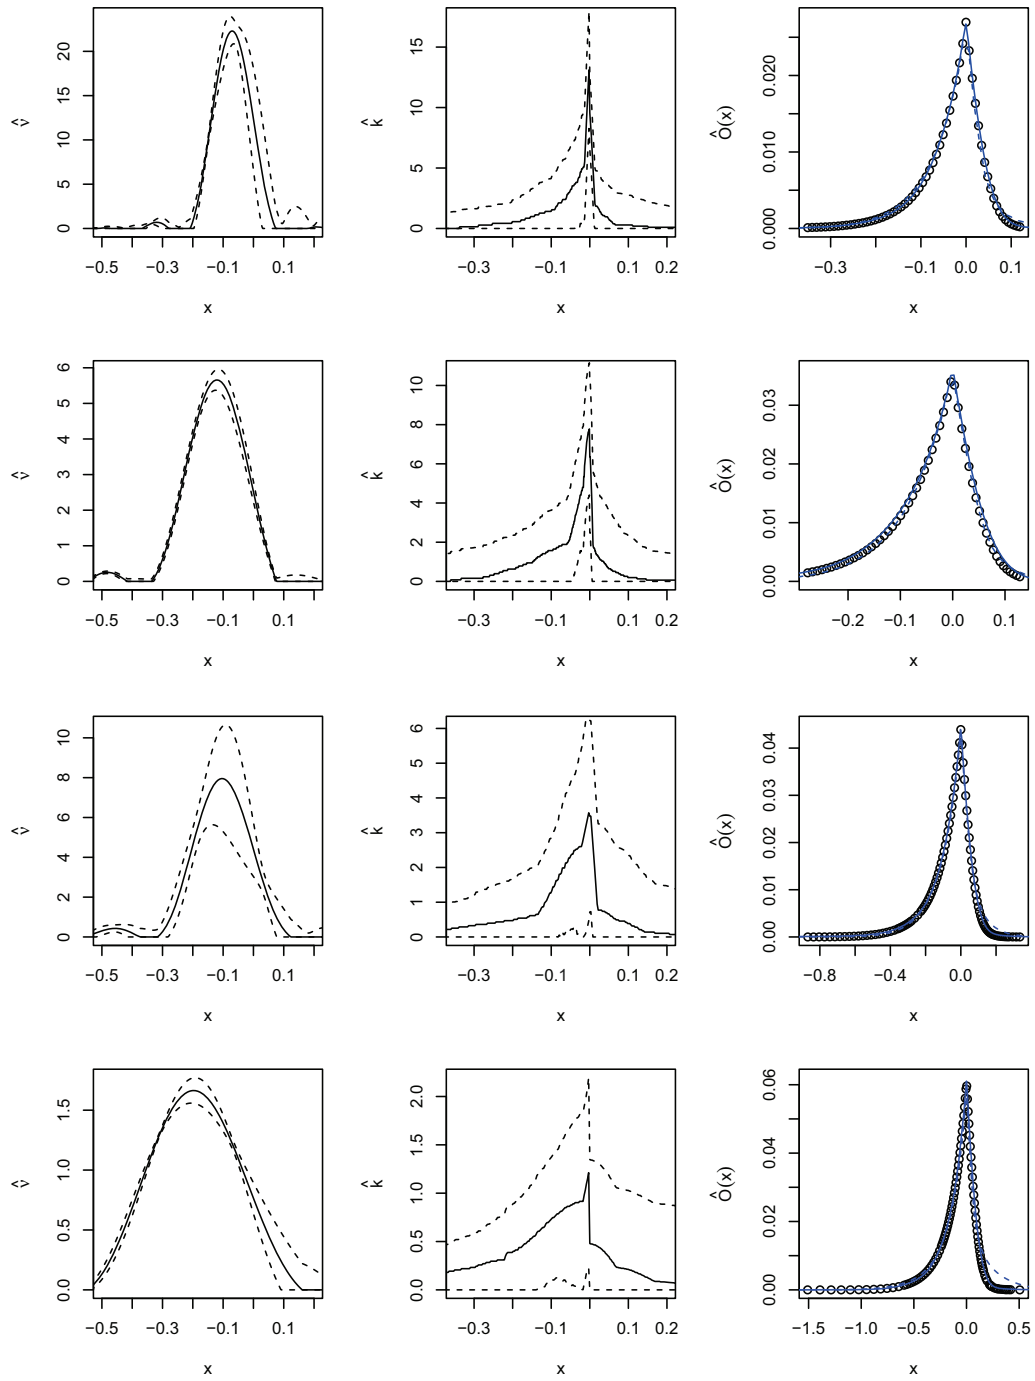 ν̂
0 5 10 15 20
−0.5 −0.3 −0.1 0.1
x
k̂
0 5 10 15
−0.3 −0.1 0.1 0.2
x
Ô(x)
0.000 0.010 0.020
−0.3 −0.1 0.0 0.1
x
ν̂
0 1 2 3 4 5 6
−0.5 −0.3 −0.1 0.1
x
k̂
0 2 4 6 8 10
−0.3 −0.1 0.1 0.2
x
Ô(x)
0.00 0.01 0.02 0.03
−0.2 −0.1 0.0 0.1
x
ν̂
0 2 4 6 8 10
−0.5 −0.3 −0.1 0.1
x
k̂
0 1 2 3 4 5 6
−0.3 −0.1 0.1 0.2
x
Ô(x)
0.00 0.01 0.02 0.03 0.04
−0.8 −0.4 0.0
x
ν̂
0.0 0.5 1.0 1.5
−0.5 −0.3 −0.1 0.1
x
k̂
0.0 0.5 1.0 1.5 2.0
−0.3 −0.1 0.1 0.2
x
Ô(x)
0.00 0.02 0.04 0.06
−1.5 −1.0 −0.5 0.0 0.5
x